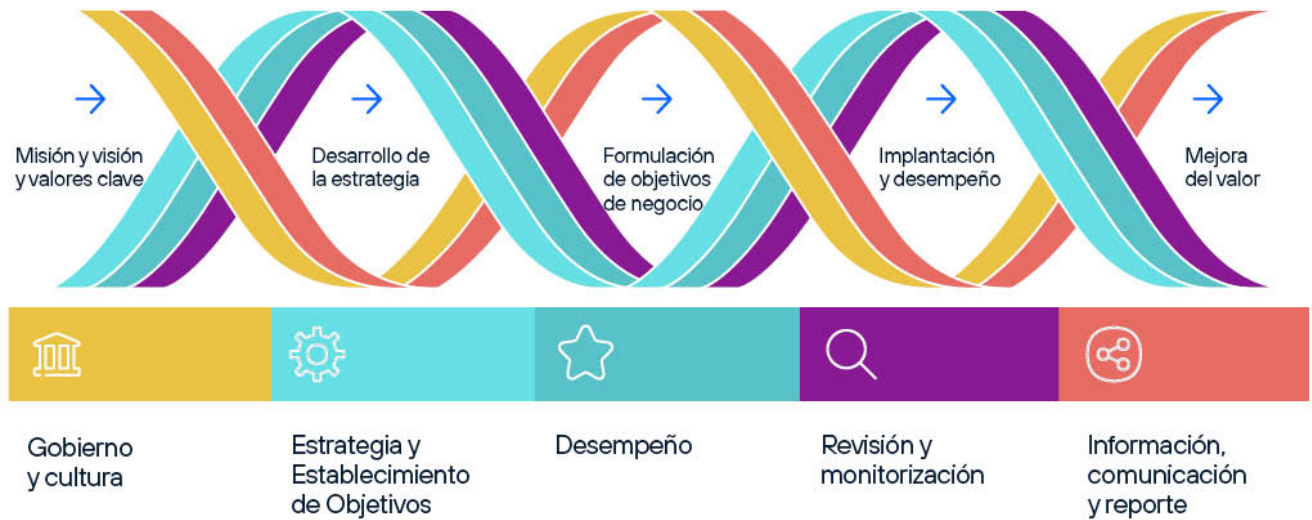 Misión y visión
y valores clave
Desarrollo de
la estrategia
Formulación
de objetivos
de negocio
Implantación
y desempeño
Mejora
del valor
Gobierno
y cultura
Estrategia y
Establecimiento
de Objetivos
Desempeño
Revisión y
monitorización
Información,
comunicación
y reporte